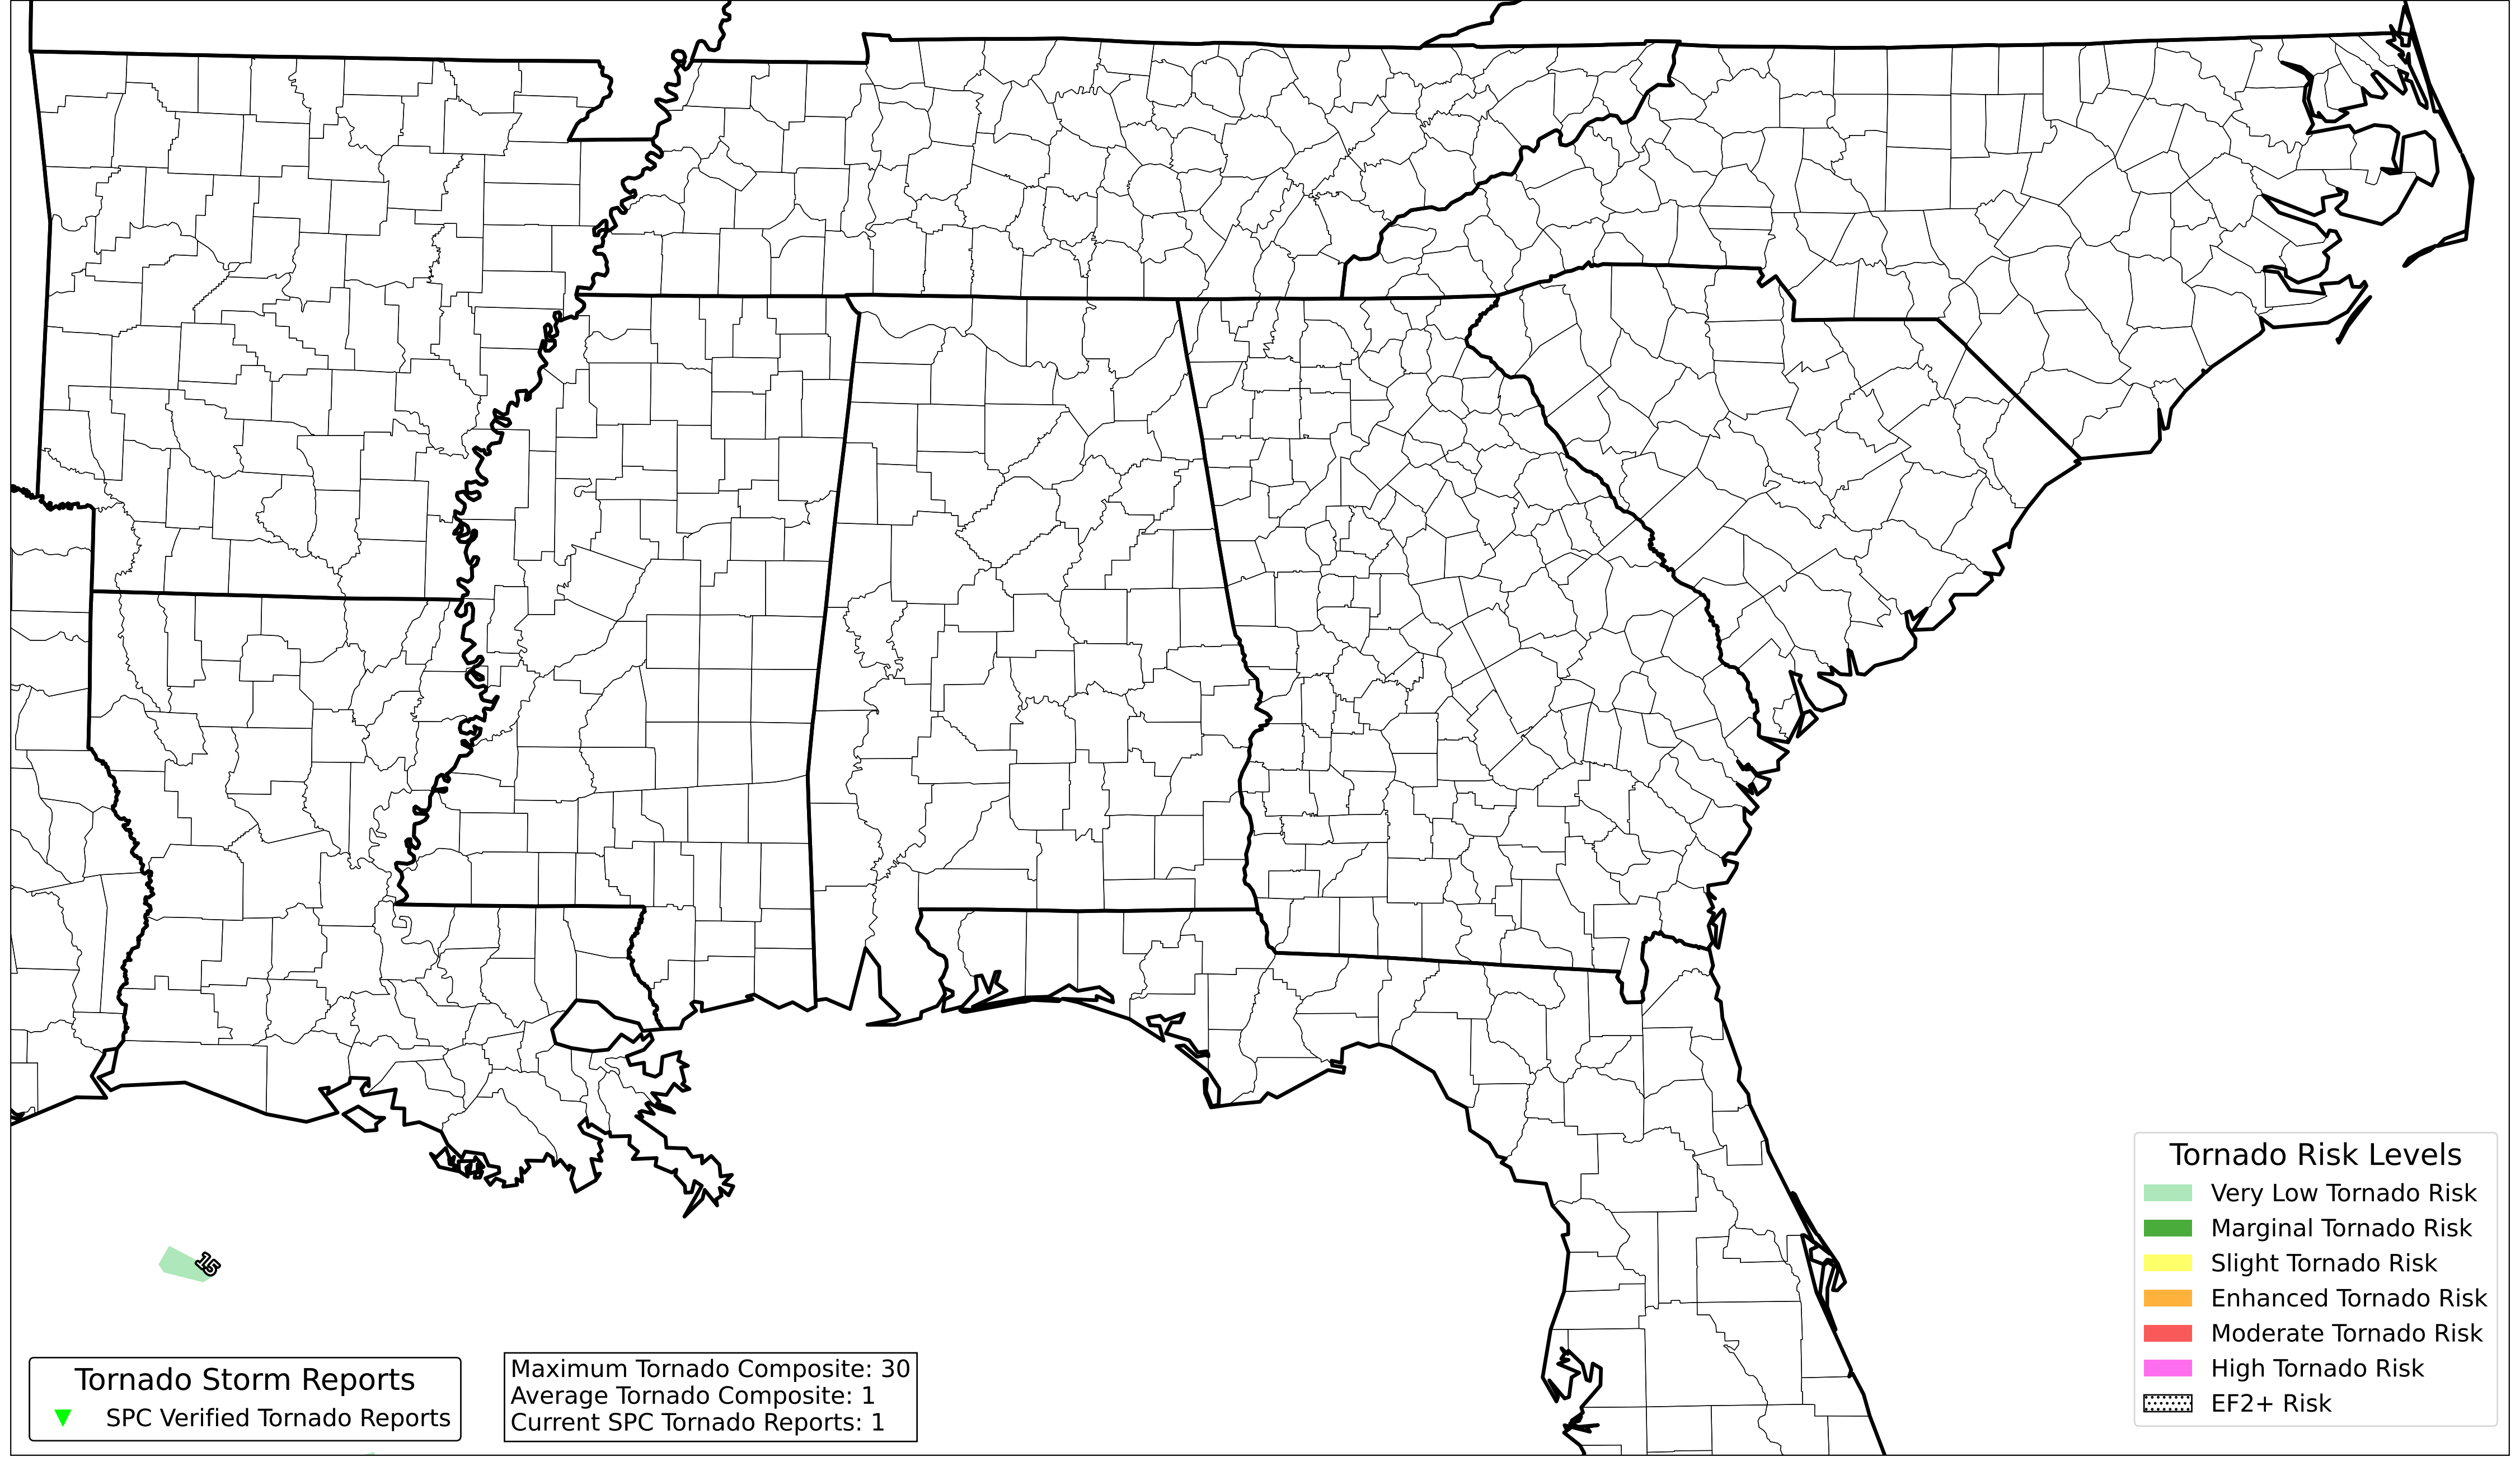 15
Tornado Storm Reports
SPC Verified Tornado Reports
Maximum Tornado Composite: 30
Average Tornado Composite: 1
Current SPC Tornado Reports: 1
Tornado Risk Levels
Very Low Tornado Risk
Marginal Tornado Risk
Slight Tornado Risk
Enhanced Tornado Risk
Moderate Tornado Risk
High Tornado Risk
EF2+ Risk